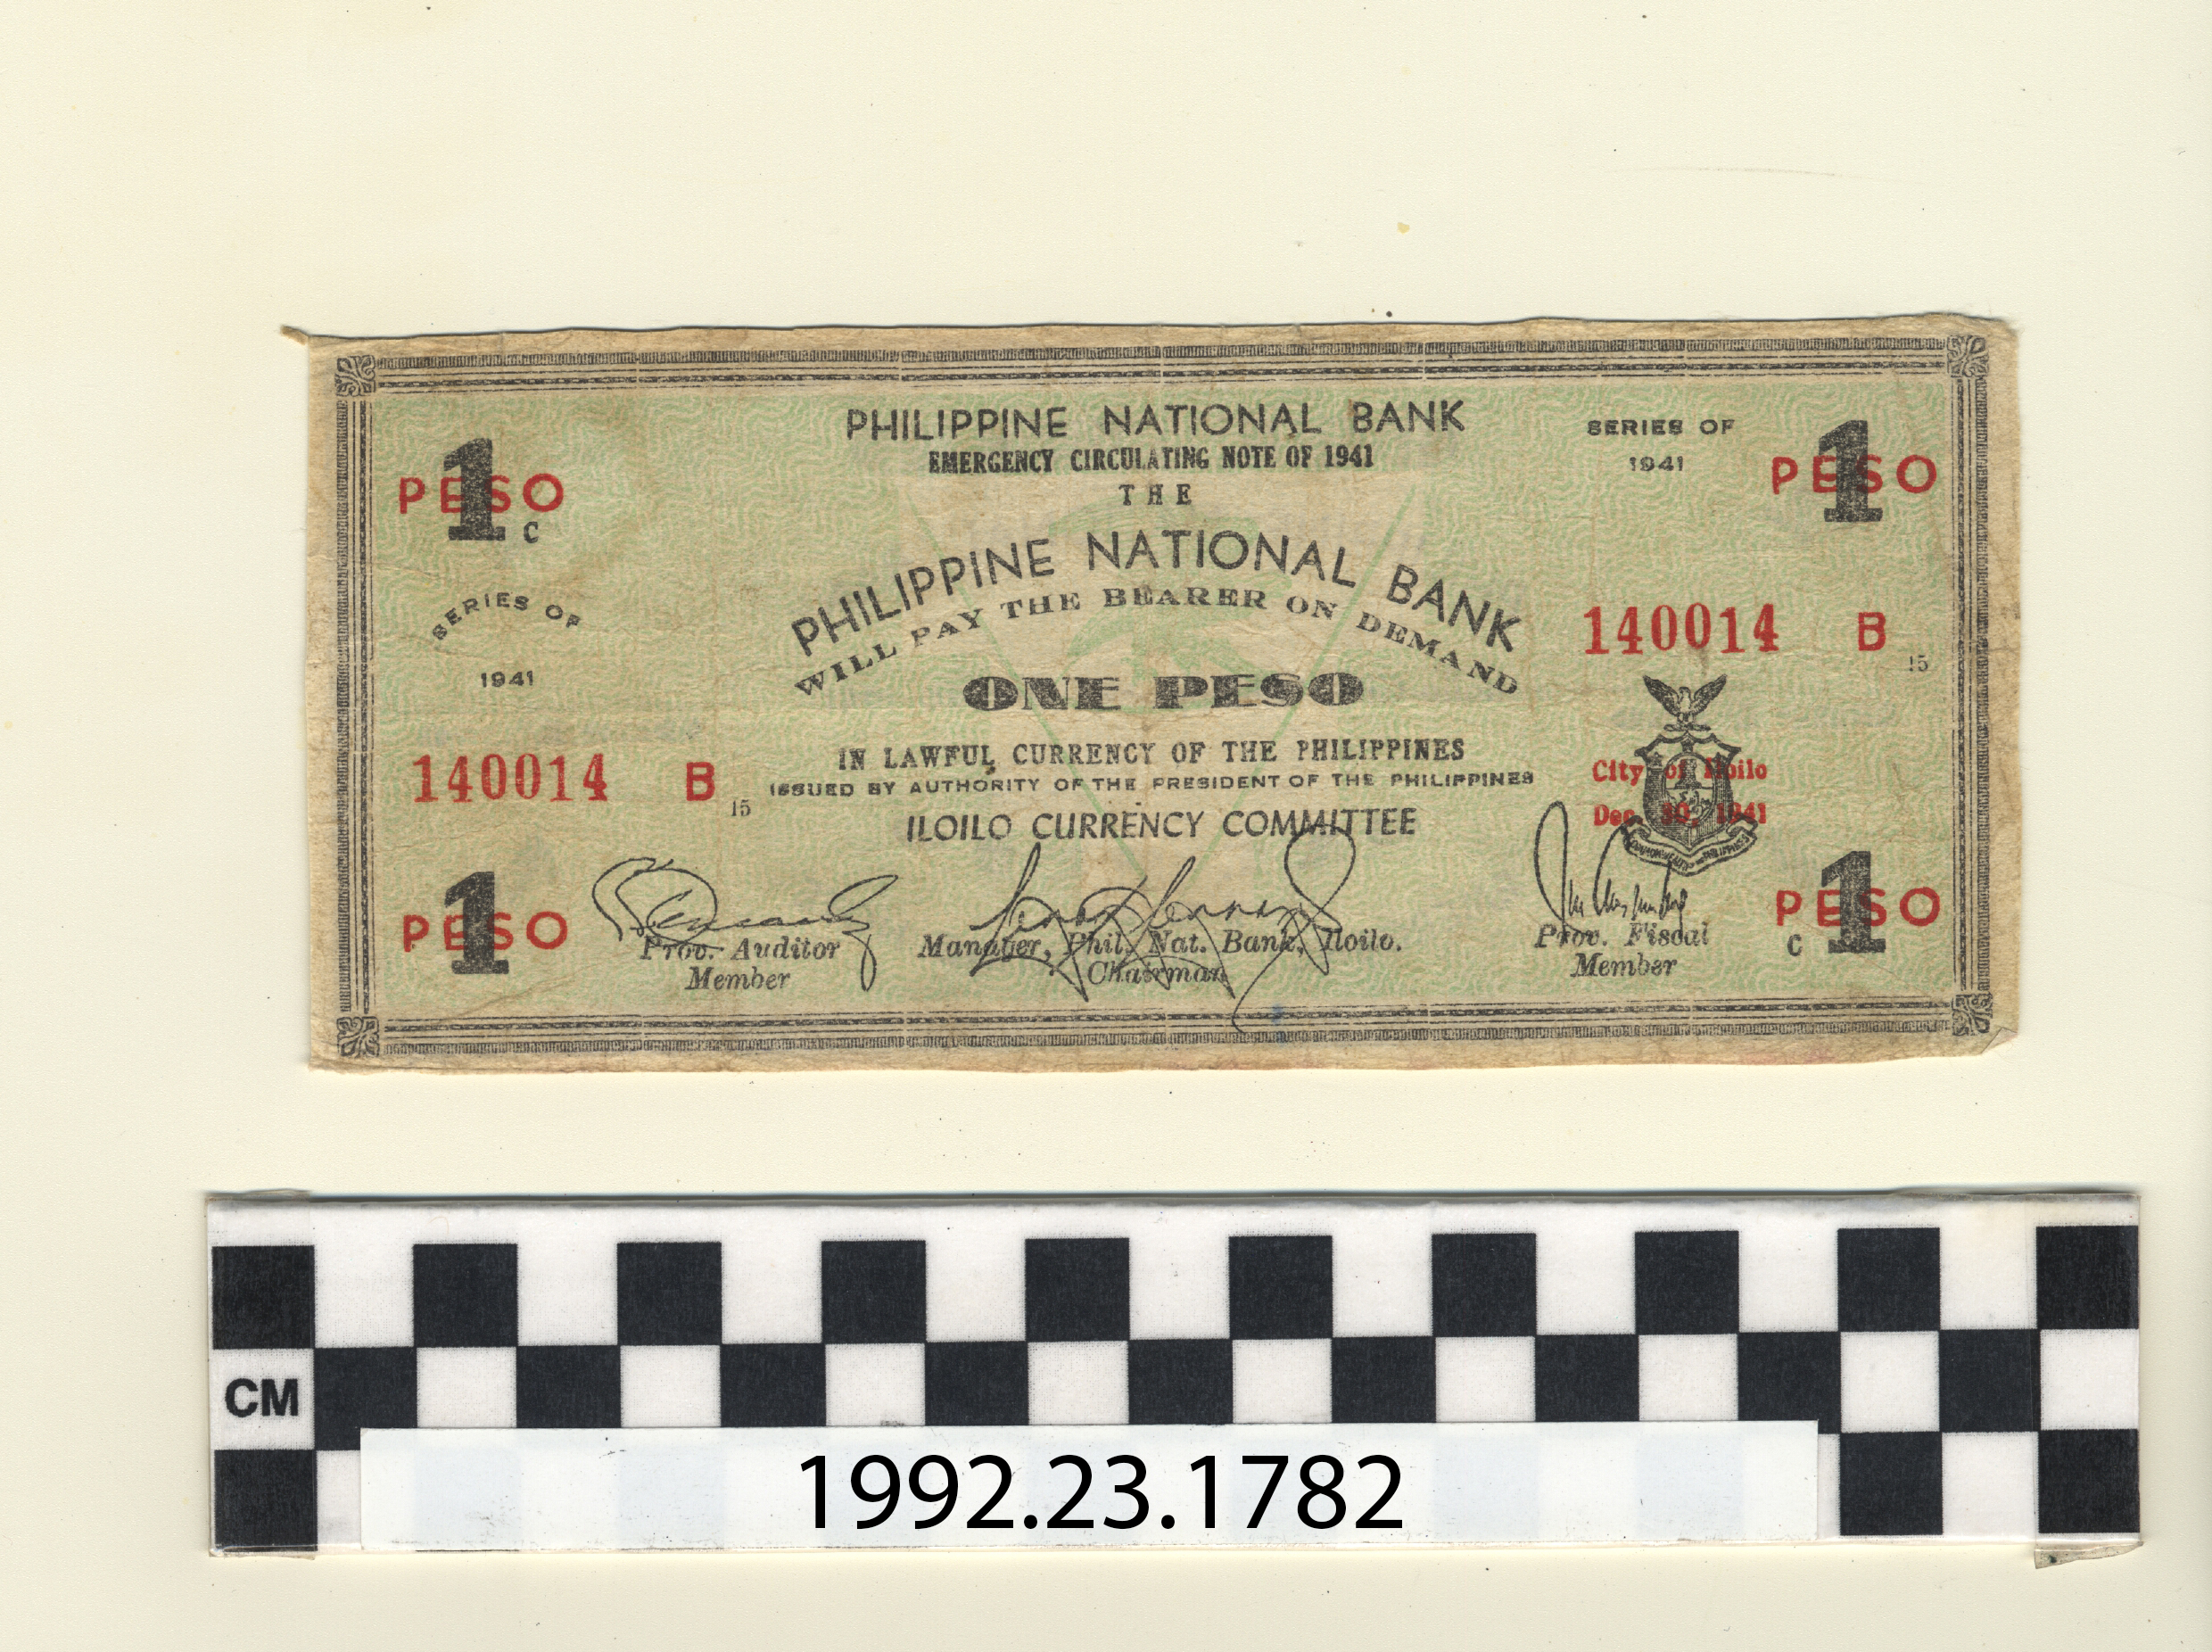 PHILIPPINE NATIONAL BANK
EMERGENCY CIRCULATING NOTE OF 1941
THE
PHILIPPINE NATIONAL BANK
WILL PAY THE BEARER ON DEMAND
ONE PESO
IN LAWFUL CURRENCY OF THE PHILIPPINES
ISSUED BY AUTHORITY OF THE PRESIDENT OF THE PHILIPPINES
ILOILO CURRENCY COMMITTEE
1
PESO
C
SERIES OF
1941
140014 B
15
1
PESO
SERIES OF
1941
1
PESO
140014 B
15
City of Iloilo
Dec. 30, 1941
COMMONWEALTH OF THE PHILIPPINES
1
PESO
C
Prov. Auditor
Member
Manager, Phil. Nat. Bank, Iloilo.
Chairman
Prov. Fiscal
Member
CM
1992.23.1782